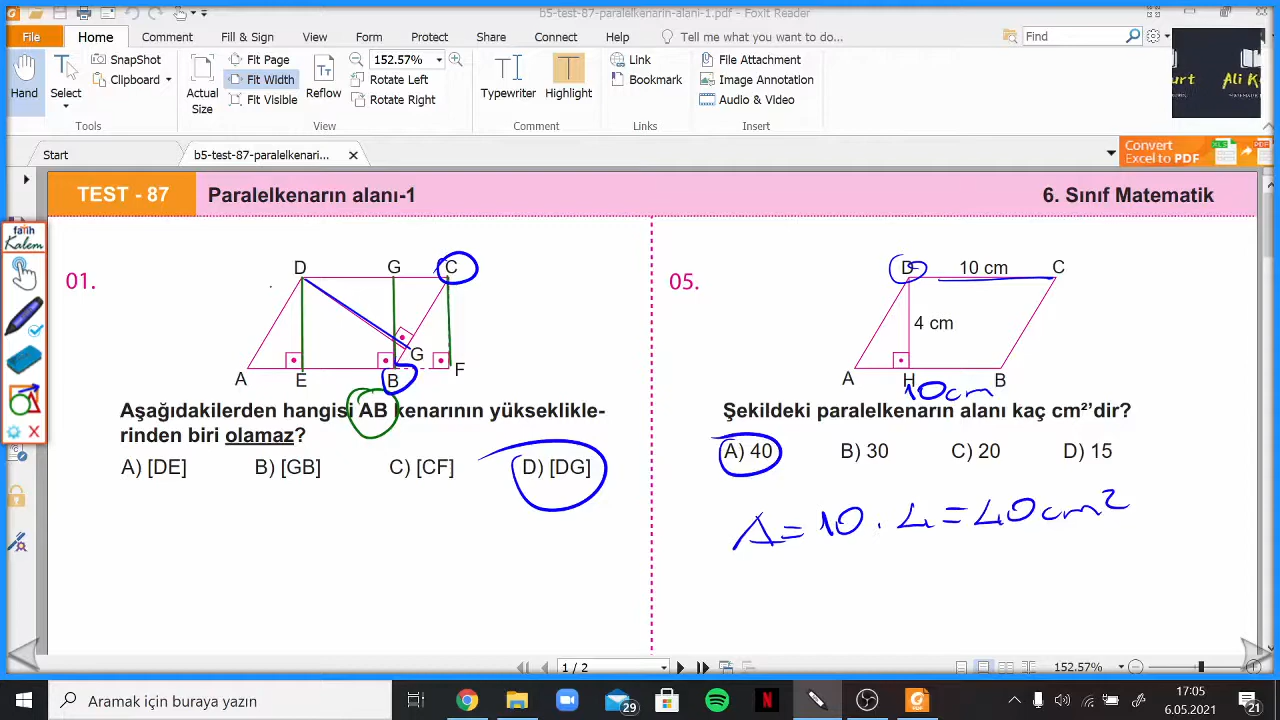 b5-test-87-paralelkenarin-alani-1.pdf - Foxit Reader
File Home Comment Fill & Sign View Form Protect Share Connect Help Tell me what you want to do... Find
Hand
Select
SnapShot
Clipboard
Tools
Actual Size
Fit Page
Fit Width
Fit Visible
Reflow
152.57%
Rotate Left
Rotate Right
View
Typewriter
Highlight
Comment
Link
Bookmark
Links
File Attachment
Image Annotation
Audio & Video
Insert
Start b5-test-87-paralelkenari...
Convert
Excel to PDF
TEST - 87 Paralelkenarın alanı-1 6. Sınıf Matematik
fatih
Kalem
01.
D G C
G
A E B F
Aşağıdakilerden hangisi AB kenarının yükseklikle-
rinden biri olamaz?
A) [DE] B) [GB] C) [CF] D) [DG]
05.
D 10 cm C
4 cm
A H B
10cm
Şekildeki paralelkenarın alanı kaç cm²'dir?
A) 40 B) 30 C) 20 D) 15
A = 10 . 4 = 40 cm²
1 / 2 152.57%
Aramak için buraya yazın
29
17:05
6.05.2021
21